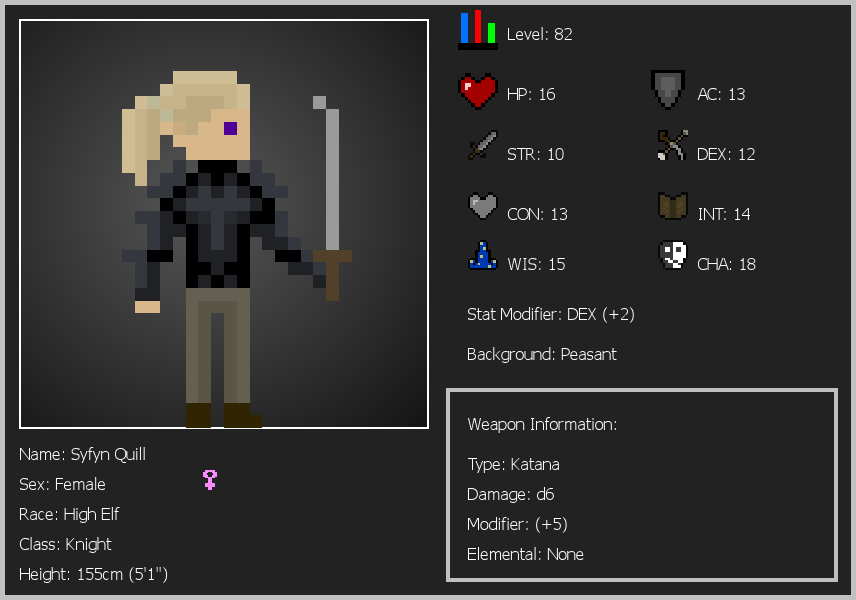 Level: 82
HP: 16
AC: 13
STR: 10
DEX: 12
CON: 13
INT: 14
WIS: 15
CHA: 18
Stat Modifier: DEX (+2)
Background: Peasant
Weapon Information:
Type: Katana
Damage: d6
Modifier: (+5)
Elemental: None
Name: Syfyn Quill
Sex: Female
Race: High Elf
Class: Knight
Height: 155cm (5'1")